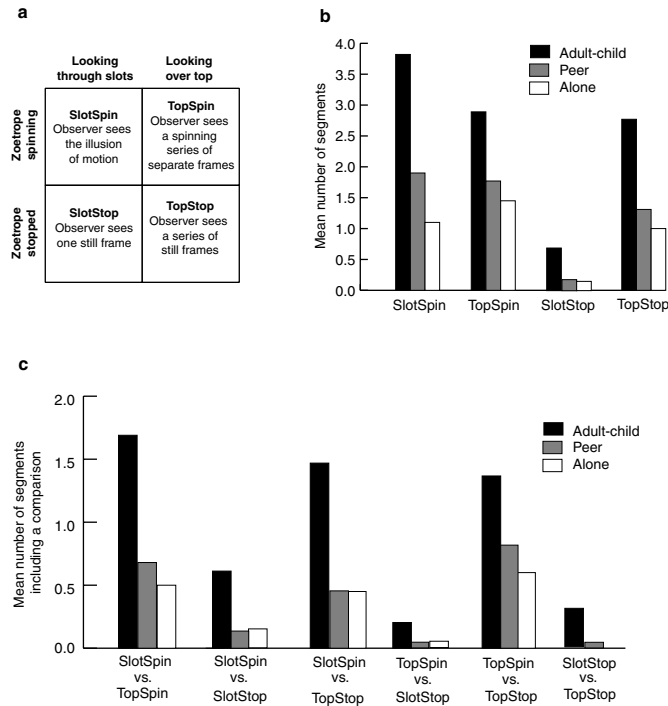 a
Looking
through slots
Looking
over top
Zoetrope
spinning
SlotSpin
Observer sees
the illusion
of motion
TopSpin
Observer sees
a spinning
series of
separate frames
Zoetrope
stopped
SlotStop
Observer sees
one still frame
TopStop
Observer sees
a series of
still frames
b
Mean number of segments
4.0
3.5
3.0
2.5
2.0
1.5
1.0
0.5
0.0
Adult-child
Peer
Alone
SlotSpin
TopSpin
SlotStop
TopStop
c
Mean number of segments
including a comparison
2.0
1.5
1.0
0.5
0.0
Adult-child
Peer
Alone
SlotSpin
vs.
TopSpin
SlotSpin
vs.
SlotStop
SlotSpin
vs.
TopStop
TopSpin
vs.
SlotStop
TopSpin
vs.
TopStop
SlotStop
vs.
TopStop